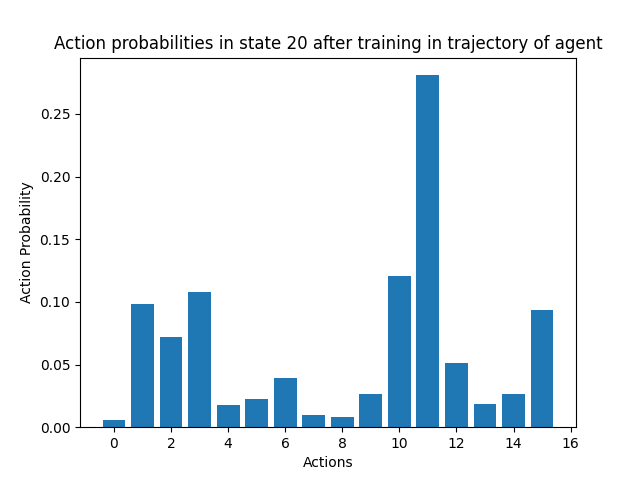 Action probabilities in state 20 after training in trajectory of agent
0.25
0.20
0.15
0.10
0.05
0.00
Action Probability
0 2 4 6 8 10 12 14 16
Actions